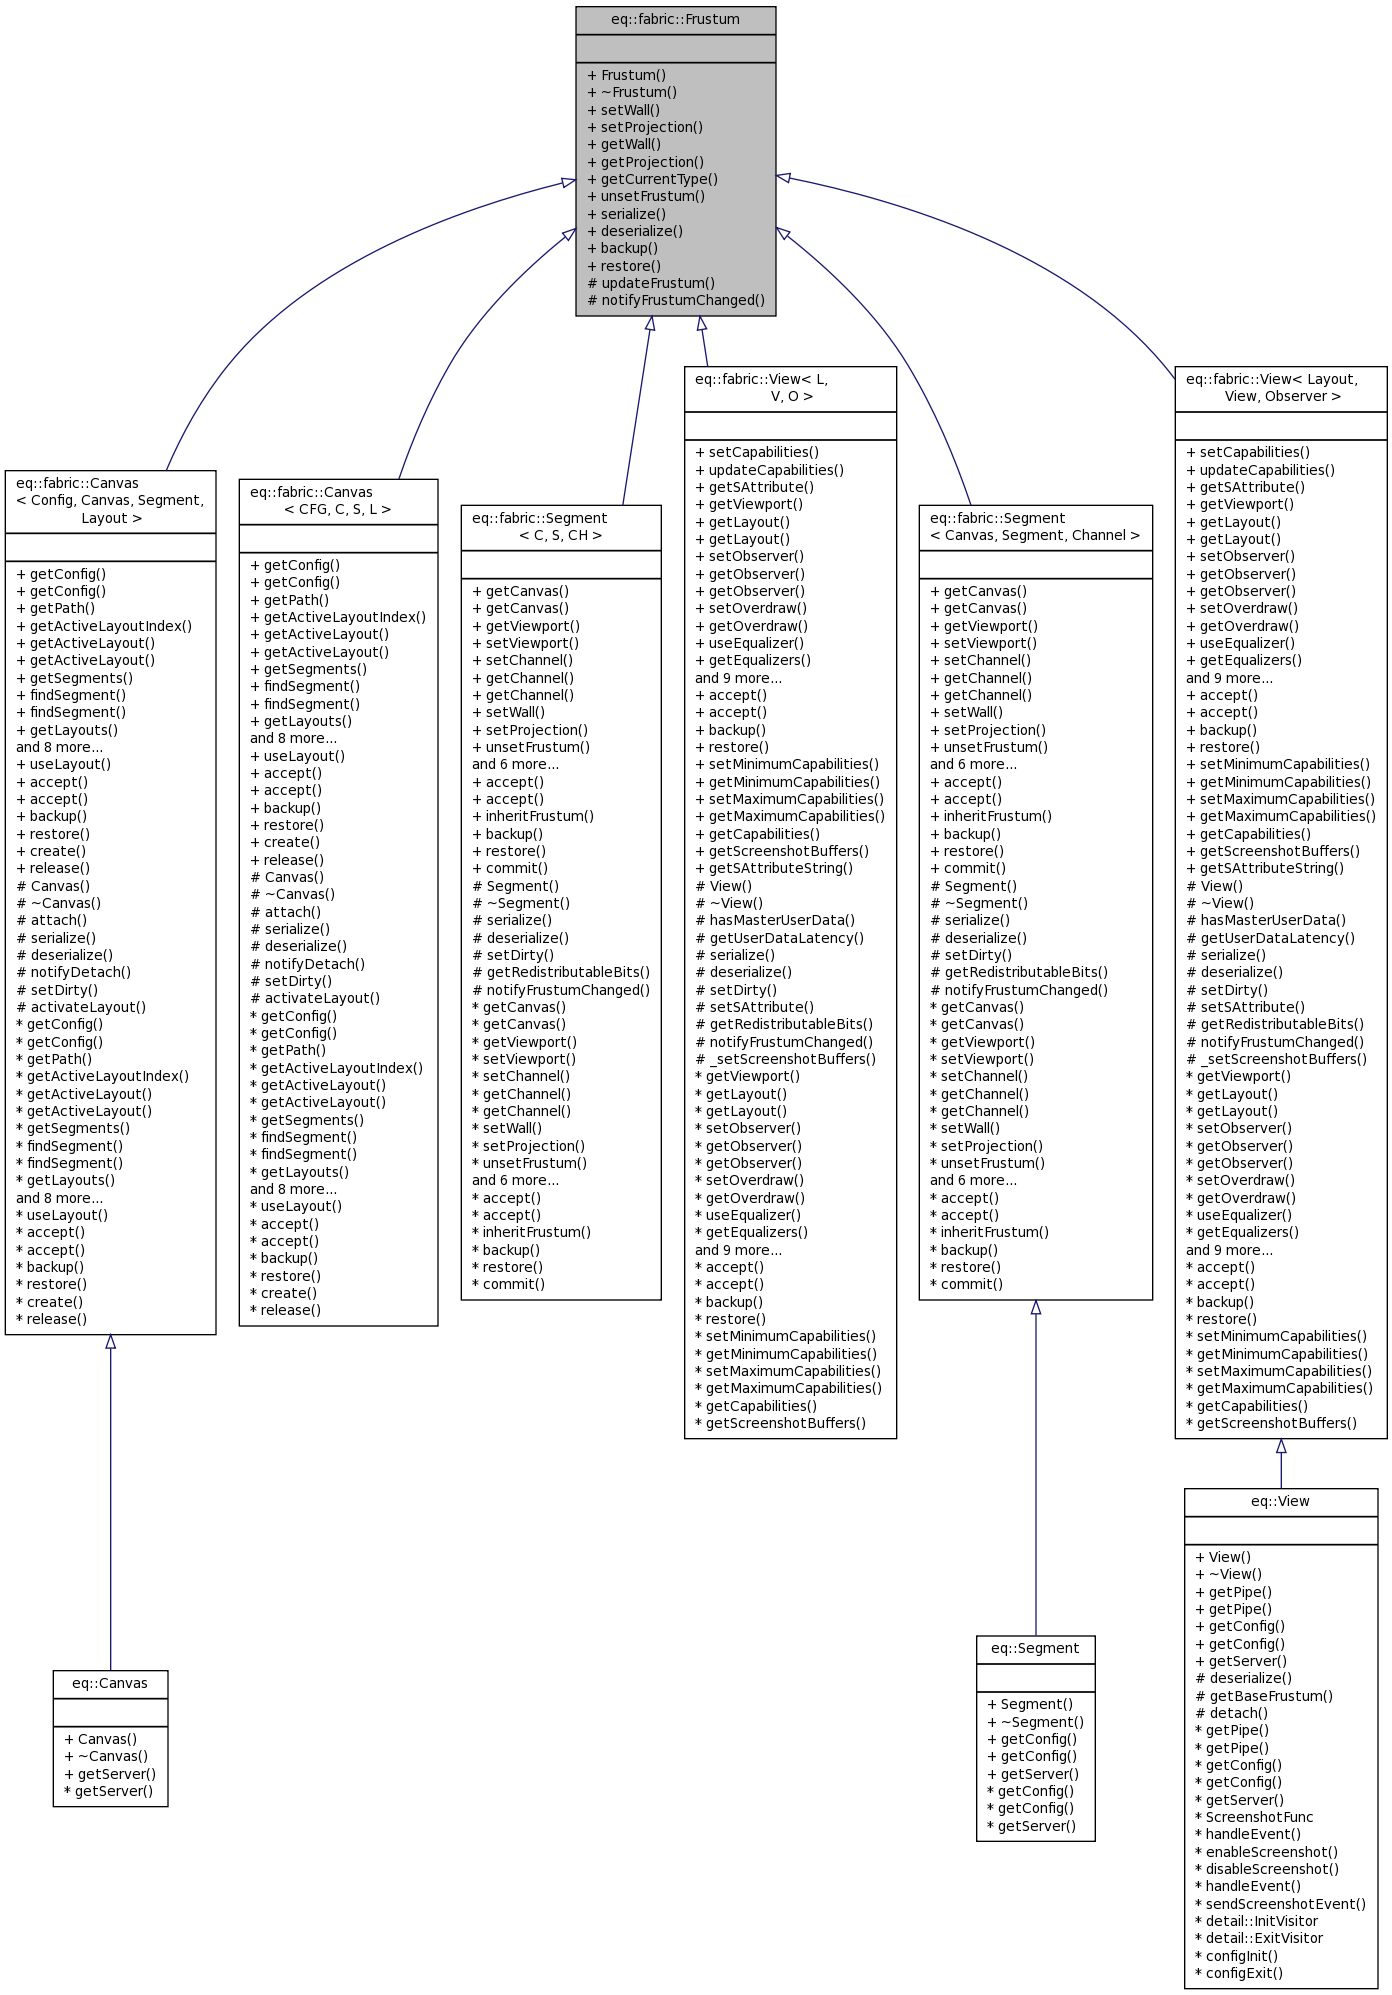 eq::fabric::Frustum
+ Frustum()
+ ~Frustum()
+ setWall()
+ setProjection()
+ getWall()
+ getProjection()
+ getCurrentType()
+ unsetFrustum()
+ serialize()
+ deserialize()
+ backup()
+ restore()
# updateFrustum()
# notifyFrustumChanged()
eq::fabric::Canvas
< Config, Canvas, Segment,
Layout >
+ getConfig()
+ getConfig()
+ getPath()
+ getActiveLayoutIndex()
+ getActiveLayout()
+ getActiveLayout()
+ getSegments()
+ findSegment()
+ findSegment()
+ getLayouts()
and 8 more...
+ useLayout()
+ accept()
+ accept()
+ backup()
+ restore()
+ create()
+ release()
# Canvas()
# ~Canvas()
# attach()
# serialize()
# deserialize()
# notifyDetach()
# setDirty()
# activateLayout()
* getConfig()
* getConfig()
* getPath()
* getActiveLayoutIndex()
* getActiveLayout()
* getActiveLayout()
* getSegments()
* findSegment()
* findSegment()
* getLayouts()
and 8 more...
* useLayout()
* accept()
* accept()
* backup()
* restore()
* create()
* release()
eq::fabric::Canvas
< CFG, C, S, L >
+ getConfig()
+ getConfig()
+ getPath()
+ getActiveLayoutIndex()
+ getActiveLayout()
+ getActiveLayout()
+ getSegments()
+ findSegment()
+ findSegment()
+ getLayouts()
and 8 more...
+ useLayout()
+ accept()
+ accept()
+ backup()
+ restore()
+ create()
+ release()
# Canvas()
# ~Canvas()
# attach()
# serialize()
# deserialize()
# notifyDetach()
# setDirty()
# activateLayout()
* getConfig()
* getConfig()
* getPath()
* getActiveLayoutIndex()
* getActiveLayout()
* getActiveLayout()
* getSegments()
* findSegment()
* findSegment()
* getLayouts()
and 8 more...
* useLayout()
* accept()
* accept()
* backup()
* restore()
* create()
* release()
eq::fabric::Segment
< C, S, CH >
+ getCanvas()
+ getCanvas()
+ getViewport()
+ setViewport()
+ setChannel()
+ getChannel()
+ getChannel()
+ setWall()
+ setProjection()
+ unsetFrustum()
and 6 more...
+ accept()
+ accept()
+ inheritFrustum()
+ backup()
+ restore()
+ commit()
# Segment()
# ~Segment()
# serialize()
# deserialize()
# setDirty()
# getRedistributableBits()
# notifyFrustumChanged()
* getCanvas()
* getCanvas()
* getViewport()
* setViewport()
* setChannel()
* getChannel()
* getChannel()
* setWall()
* setProjection()
* unsetFrustum()
and 6 more...
* accept()
* accept()
* inheritFrustum()
* backup()
* restore()
* commit()
eq::fabric::View< L,
V, O >
+ setCapabilities()
+ updateCapabilities()
+ getSAttribute()
+ getViewport()
+ getLayout()
+ getLayout()
+ setObserver()
+ getObserver()
+ getObserver()
+ setOverdraw()
+ getOverdraw()
+ useEqualizer()
+ getEqualizers()
and 9 more...
+ accept()
+ accept()
+ backup()
+ restore()
+ setMinimumCapabilities()
+ getMinimumCapabilities()
+ setMaximumCapabilities()
+ getMaximumCapabilities()
+ getCapabilities()
+ getScreenshotBuffers()
+ getSAttributeString()
# View()
# ~View()
# hasMasterUserData()
# getUserDataLatency()
# serialize()
# deserialize()
# setDirty()
# setSAttribute()
# getRedistributableBits()
# notifyFrustumChanged()
# _setScreenshotBuffers()
* getViewport()
* getLayout()
* getLayout()
* setObserver()
* getObserver()
* getObserver()
* setOverdraw()
* getOverdraw()
* useEqualizer()
* getEqualizers()
and 9 more...
* accept()
* accept()
* backup()
* restore()
* setMinimumCapabilities()
* getMinimumCapabilities()
* setMaximumCapabilities()
* getMaximumCapabilities()
* getCapabilities()
* getScreenshotBuffers()
eq::fabric::Segment
< Canvas, Segment, Channel >
+ getCanvas()
+ getCanvas()
+ getViewport()
+ setViewport()
+ setChannel()
+ getChannel()
+ getChannel()
+ setWall()
+ setProjection()
+ unsetFrustum()
and 6 more...
+ accept()
+ accept()
+ inheritFrustum()
+ backup()
+ restore()
+ commit()
# Segment()
# ~Segment()
# serialize()
# deserialize()
# setDirty()
# getRedistributableBits()
# notifyFrustumChanged()
* getCanvas()
* getCanvas()
* getViewport()
* setViewport()
* setChannel()
* getChannel()
* getChannel()
* setWall()
* setProjection()
* unsetFrustum()
and 6 more...
* accept()
* accept()
* inheritFrustum()
* backup()
* restore()
* commit()
eq::fabric::View< Layout,
View, Observer >
+ setCapabilities()
+ updateCapabilities()
+ getSAttribute()
+ getViewport()
+ getLayout()
+ getLayout()
+ setObserver()
+ getObserver()
+ getObserver()
+ setOverdraw()
+ getOverdraw()
+ useEqualizer()
+ getEqualizers()
and 9 more...
+ accept()
+ accept()
+ backup()
+ restore()
+ setMinimumCapabilities()
+ getMinimumCapabilities()
+ setMaximumCapabilities()
+ getMaximumCapabilities()
+ getCapabilities()
+ getScreenshotBuffers()
+ getSAttributeString()
# View()
# ~View()
# hasMasterUserData()
# getUserDataLatency()
# serialize()
# deserialize()
# setDirty()
# setSAttribute()
# getRedistributableBits()
# notifyFrustumChanged()
# _setScreenshotBuffers()
* getViewport()
* getLayout()
* getLayout()
* setObserver()
* getObserver()
* getObserver()
* setOverdraw()
* getOverdraw()
* useEqualizer()
* getEqualizers()
and 9 more...
* accept()
* accept()
* backup()
* restore()
* setMinimumCapabilities()
* getMinimumCapabilities()
* setMaximumCapabilities()
* getMaximumCapabilities()
* getCapabilities()
* getScreenshotBuffers()
eq::Canvas
+ Canvas()
+ ~Canvas()
+ getServer()
* getServer()
eq::Segment
+ Segment()
+ ~Segment()
+ getConfig()
+ getConfig()
+ getServer()
* getConfig()
* getConfig()
* getServer()
eq::View
+ View()
+ ~View()
+ getPipe()
+ getPipe()
+ getConfig()
+ getConfig()
+ getServer()
# deserialize()
# getBaseFrustum()
# detach()
* getPipe()
* getPipe()
* getConfig()
* getConfig()
* getServer()
* ScreenshotFunc
* handleEvent()
* enableScreenshot()
* disableScreenshot()
* handleEvent()
* sendScreenshotEvent()
* detail::InitVisitor
* detail::ExitVisitor
* configInit()
* configExit()